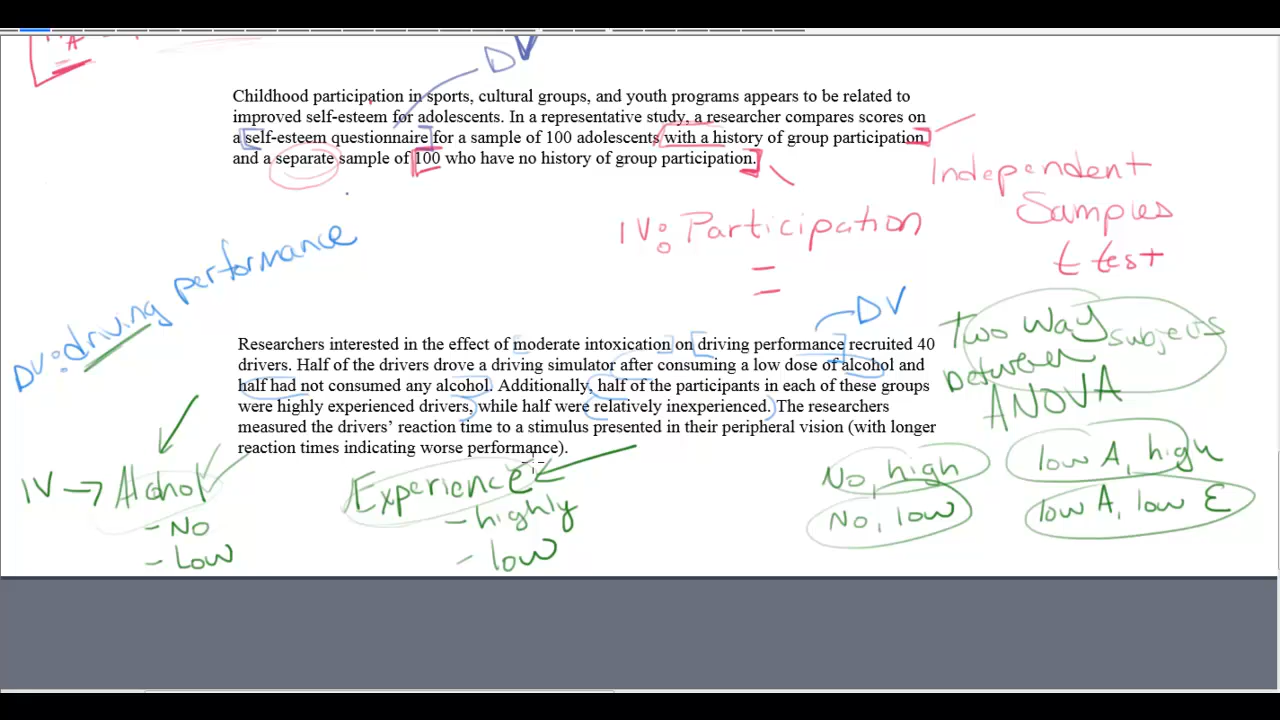 A
DV
Childhood participation in sports, cultural groups, and youth programs appears to be related to
improved self-esteem for adolescents. In a representative study, a researcher compares scores on
a self-esteem questionnaire for a sample of 100 adolescents with a history of group participation
and a separate sample of 100 who have no history of group participation.
Independent
Samples
t test
IV: Participation
DV: driving performance
DV
Researchers interested in the effect of moderate intoxication on driving performance recruited 40
drivers. Half of the drivers drove a driving simulator after consuming a low dose of alcohol and
half had not consumed any alcohol. Additionally, half of the participants in each of these groups
were highly experienced drivers, while half were relatively inexperienced. The researchers
measured the drivers’ reaction time to a stimulus presented in their peripheral vision (with longer
reaction times indicating worse performance).
Two Way
between subjects
ANOVA
IV → Alcohol
- No
- Low
Experience
- highly
- low
No, high
No, low
low A, high
low A, low E